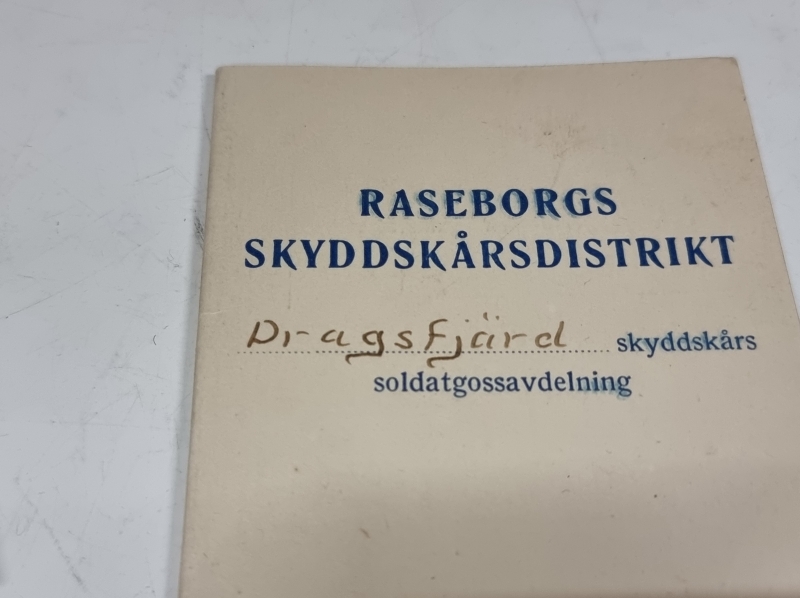 RASEBORGS
SKYDDSKÅRSDISTRIKT
Dragsfjärd skyddskårs
soldatgossavdelning